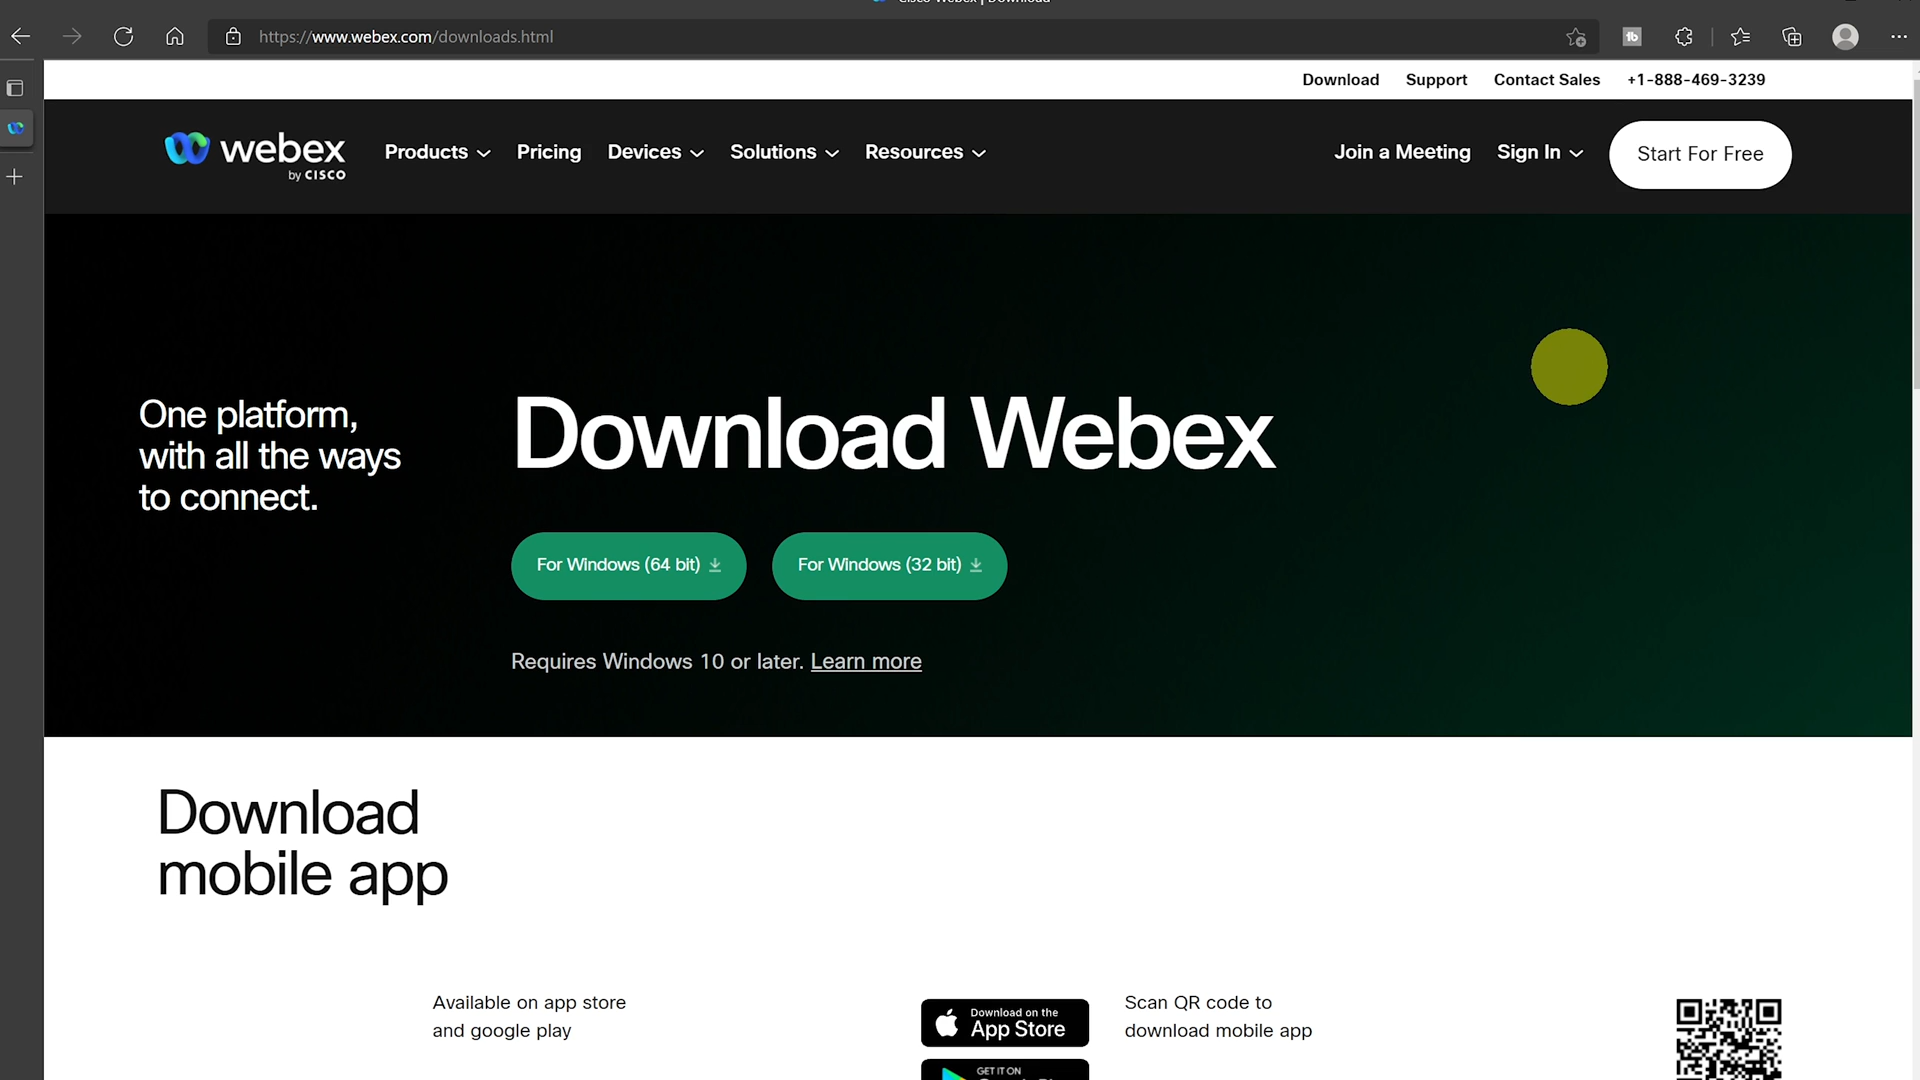 Cisco Webex | Download
https://www.webex.com/downloads.html
Download Support Contact Sales +1-888-469-3239
webex
by CISCO
Products Pricing Devices Solutions Resources Join a Meeting Sign In Start For Free
One platform,
with all the ways
to connect.
Download Webex
For Windows (64 bit) For Windows (32 bit)
Requires Windows 10 or later. Learn more
Download
mobile app
Available on app store
and google play
Download on the
App Store
GET IT ON
Scan QR code to
download mobile app